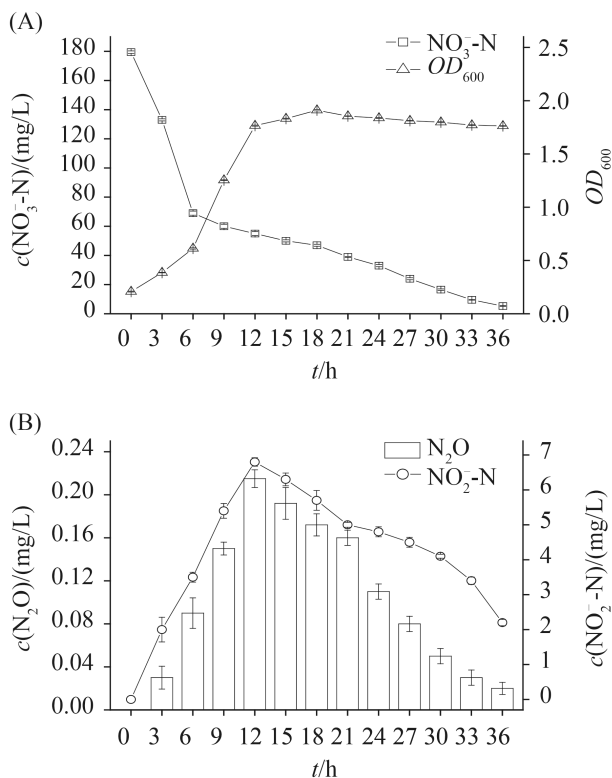 (A)
NO₃⁻-N
OD₆₀₀
180
160
140
120
100
80
60
40
20
0
c(NO₃⁻-N)/(mg/L)
2.5
2.0
1.5
1.0
0.5
0.0
OD₆₀₀
0 3 6 9 12 15 18 21 24 27 30 33 36
t/h
(B)
N₂O
NO₂⁻-N
0.24
0.20
0.16
0.12
0.08
0.04
0.00
c(N₂O)/(mg/L)
7
6
5
4
3
2
1
0
c(NO₂⁻-N)/(mg/L)
0 3 6 9 12 15 18 21 24 27 30 33 36
t/h